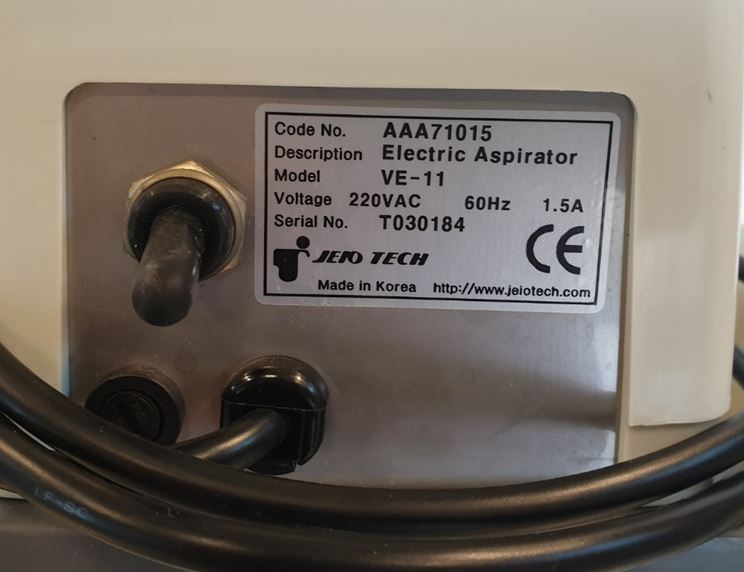 Code No. AAA71015
Description Electric Aspirator
Model VE-11
Voltage 220VAC 60Hz 1.5A
Serial No. T030184
JEIO TECH
CE
Made in Korea http://www.jeiotech.com